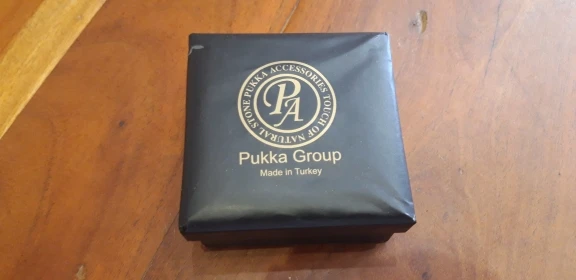 PUKKA ACCESSORIES TOUCH OF NATURAL STONE
PA
Pukka Group
Made in Turkey